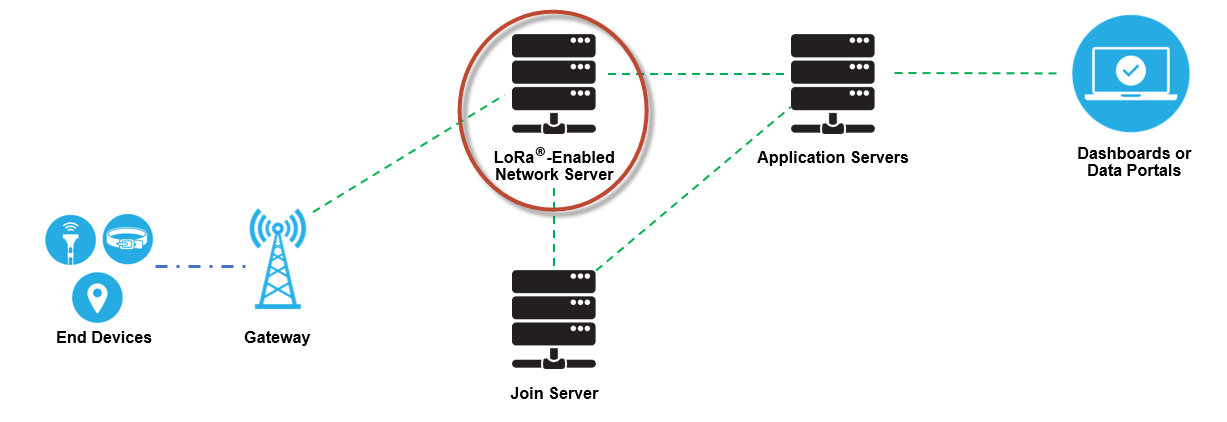 LoRa®-Enabled
Network Server
Application Servers
Dashboards or
Data Portals
End Devices
Gateway
Join Server